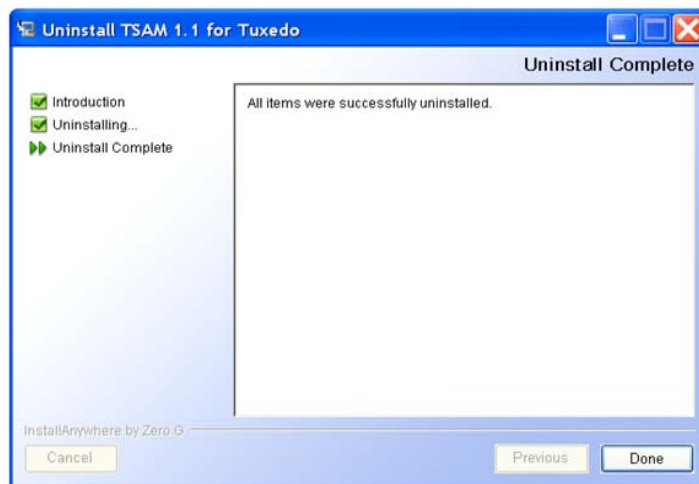 Uninstall TSAM 1.1 for Tuxedo
Uninstall Complete
Introduction
Uninstalling...
Uninstall Complete
All items were successfully uninstalled.
InstallAnywhere by Zero G
Cancel
Previous
Done